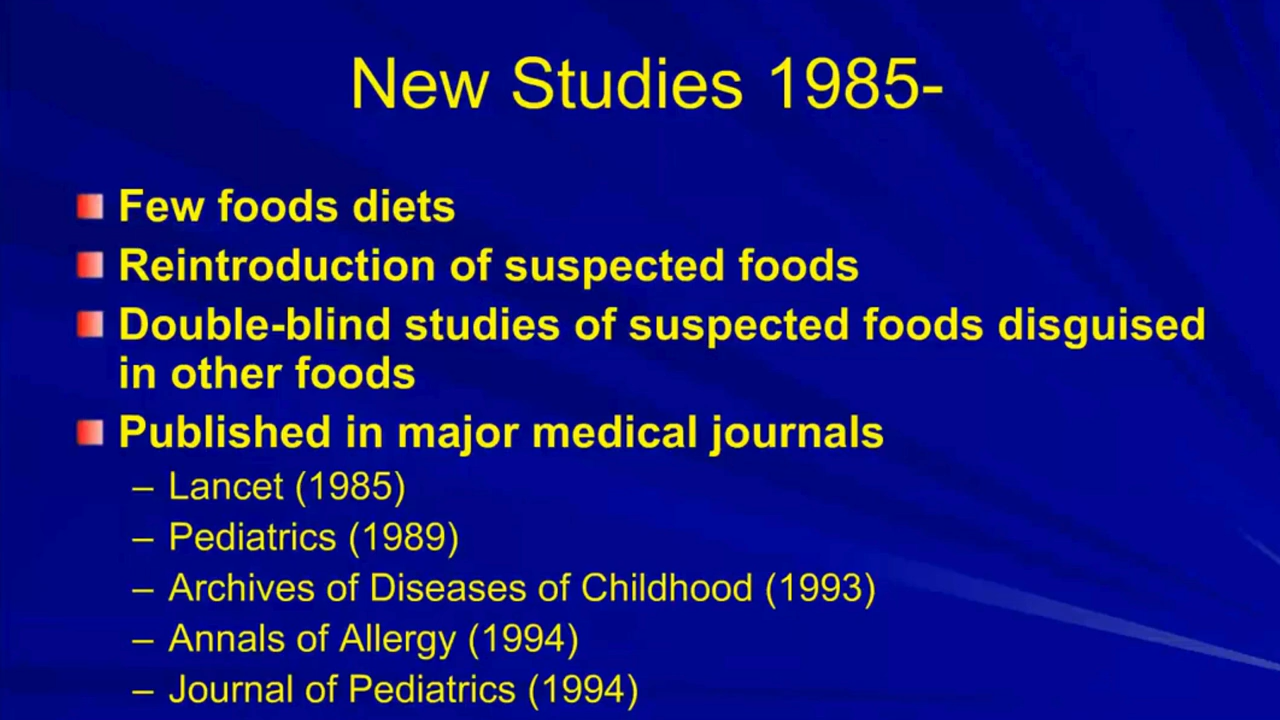 New Studies 1985-
Few foods diets
Reintroduction of suspected foods
Double-blind studies of suspected foods disguised
in other foods
Published in major medical journals
– Lancet (1985)
– Pediatrics (1989)
– Archives of Diseases of Childhood (1993)
– Annals of Allergy (1994)
– Journal of Pediatrics (1994)